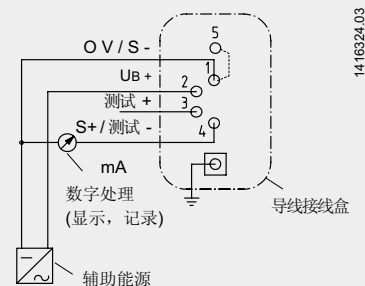 5
0 V / S -
1
UB +
2
测试 +
3
S+ / 测试 -
4
mA
数字处理
(显示，记录)
导线接线盒
辅助能源
1416324.03